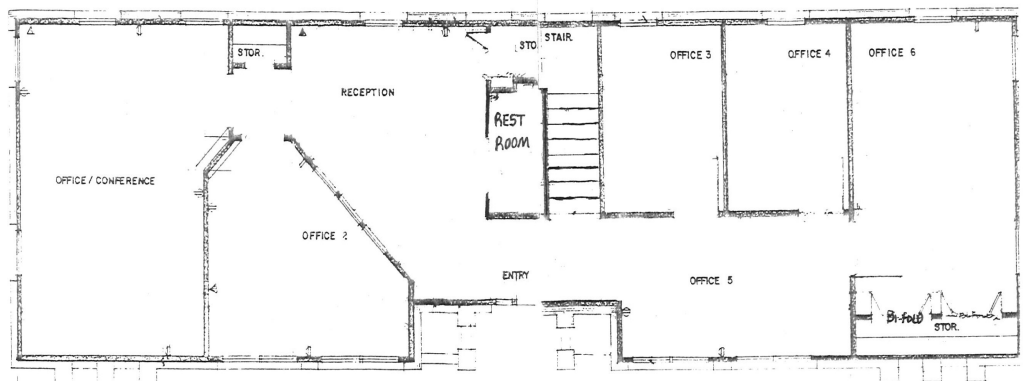 STOR.
STO
STAIR
OFFICE 3
OFFICE 4
OFFICE 6
RECEPTION
REST
ROOM
OFFICE / CONFERENCE
OFFICE 2
ENTRY
OFFICE 5
BI-FOLD
STOR.